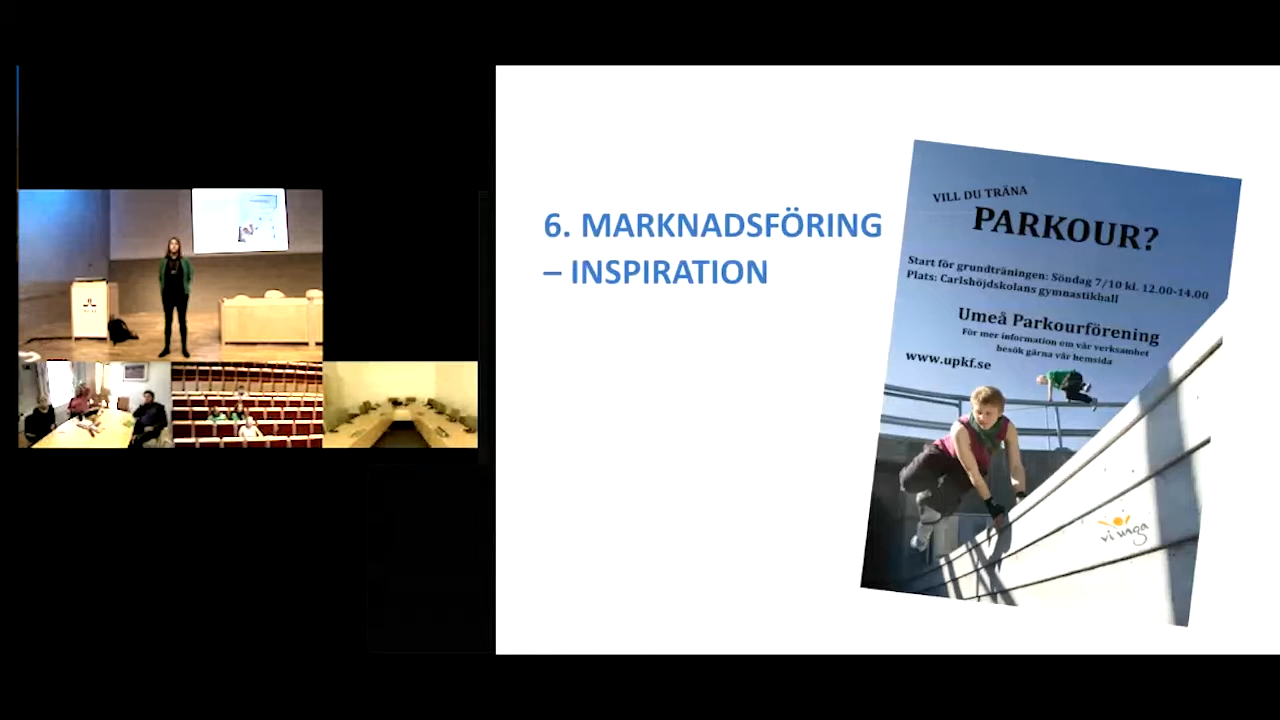 6. MARKNADSFÖRING
– INSPIRATION
VILL DU TRÄNA
PARKOUR?
Start för grundträningen: Söndag 7/10 kl. 12.00-14.00
Plats: Carlshöjdskolans gymnastikhall
Umeå Parkourförening
För mer information om vår verksamhet
besök gärna vår hemsida
www.upkf.se
vi unga